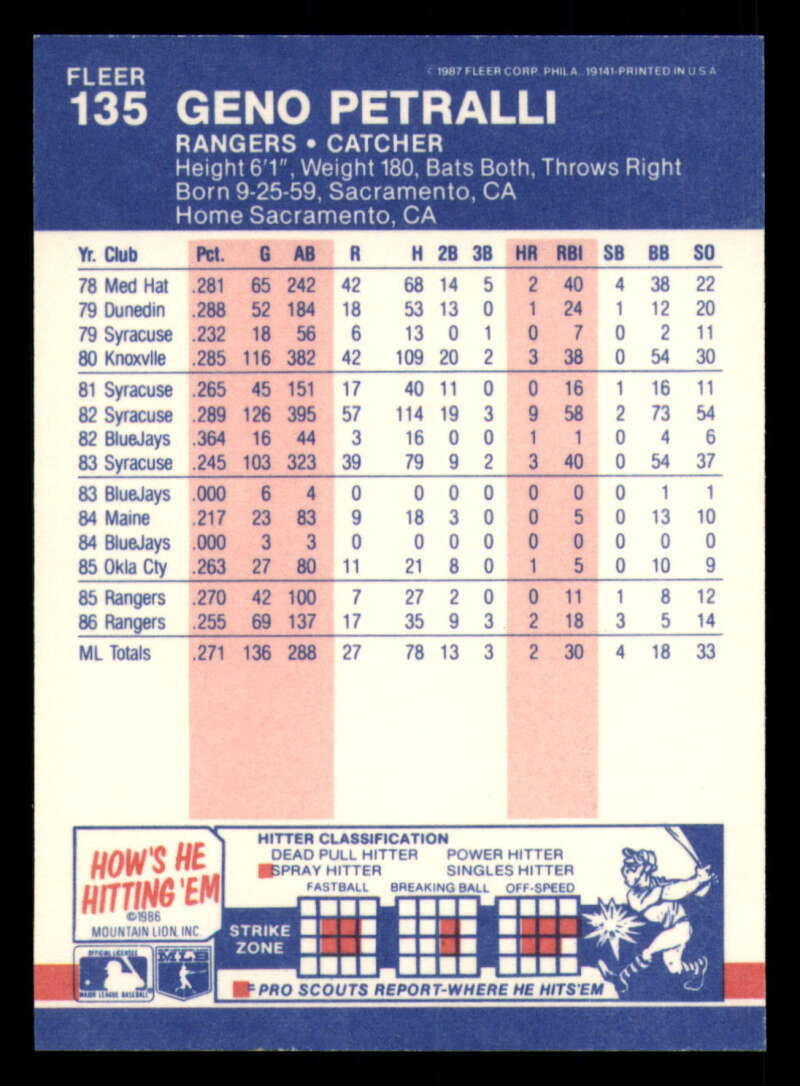 FLEER
135 GENO PETRALLI
© 1987 FLEER CORP. PHILA. 19141-PRINTED IN U S A
RANGERS • CATCHER
Height 6'1", Weight 180, Bats Both, Throws Right
Born 9-25-59, Sacramento, CA
Home Sacramento, CA
Yr. Club Pct. G AB R H 2B 3B HR RBI SB BB SO
78 Med Hat .281 65 242 42 68 14 5 2 40 4 38 22
79 Dunedin .288 52 184 18 53 13 0 1 24 1 12 20
79 Syracuse .232 18 56 6 13 0 1 0 7 0 2 11
80 Knoxvlle .285 116 382 42 109 20 2 3 38 0 54 30
81 Syracuse .265 45 151 17 40 11 0 0 16 1 16 11
82 Syracuse .289 126 395 57 114 19 3 9 58 2 73 54
82 BlueJays .364 16 44 3 16 0 0 1 1 0 4 6
83 Syracuse .245 103 323 39 79 9 2 3 40 0 54 37
83 BlueJays .000 6 4 0 0 0 0 0 0 0 1 1
84 Maine .217 23 83 9 18 3 0 0 5 0 13 10
84 BlueJays .000 3 3 0 0 0 0 0 0 0 0 0
85 Okla Cty .263 27 80 11 21 8 0 1 5 0 10 9
85 Rangers .270 42 100 7 27 2 0 0 11 1 8 12
86 Rangers .255 69 137 17 35 9 3 2 18 3 5 14
ML Totals .271 136 288 27 78 13 3 2 30 4 18 33
HOW'S HE
HITTING 'EM
©1986
MOUNTAIN LION, INC.
OFFICIAL LICENSEE
MAJOR LEAGUE BASEBALL
MLB
HITTER CLASSIFICATION
DEAD PULL HITTER POWER HITTER
SPRAY HITTER SINGLES HITTER
FASTBALL BREAKING BALL OFF-SPEED
STRIKE
ZONE
= PRO SCOUTS REPORT-WHERE HE HITS 'EM